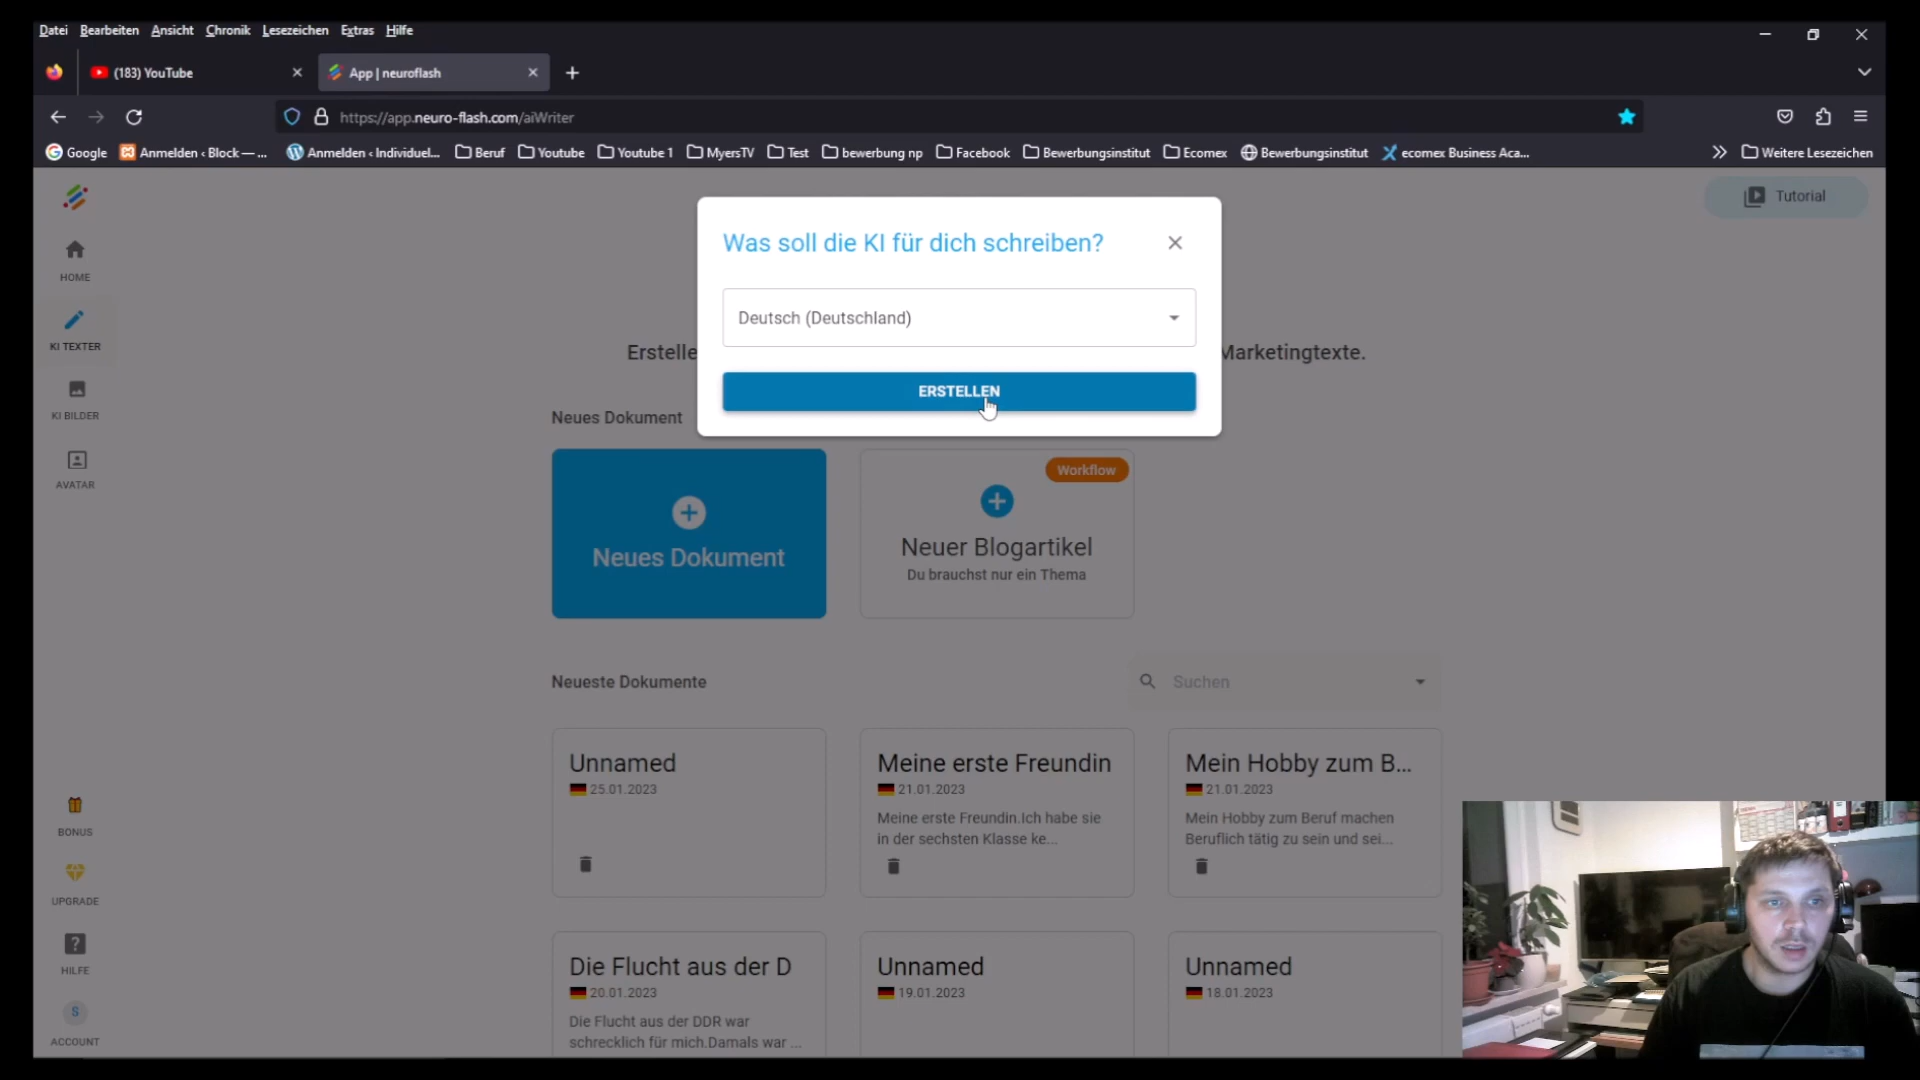 Datei Bearbeiten Ansicht Chronik Lesezeichen Extras Hilfe
(183) YouTube
App | neuroflash
https://app.neuro-flash.com/aiWriter
Google Anmelden ‹ Block — ... Anmelden ‹ Individuel... Beruf Youtube Youtube 1 MyersTV Test bewerbung np Facebook Bewerbungsinstitut Ecomex Bewerbungsinstitut ecomex Business Aca... Weitere Lesezeichen
Tutorial
HOME
KI TEXTER
KI BILDER
AVATAR
BONUS
UPGRADE
HILFE
S
ACCOUNT
Was soll die KI für dich schreiben?
Deutsch (Deutschland)
ERSTELLEN
Erstelle Marketingtexte.
Neues Dokument
Neues Dokument
Workflow
Neuer Blogartikel
Du brauchst nur ein Thema
Neueste Dokumente
Suchen
Unnamed
25.01.2023
Meine erste Freundin
21.01.2023
Meine erste Freundin.Ich habe sie
in der sechsten Klasse ke...
Mein Hobby zum B...
21.01.2023
Mein Hobby zum Beruf machen
Beruflich tätig zu sein und sei...
Die Flucht aus der D
20.01.2023
Die Flucht aus der DDR war
schrecklich für mich.Damals war ...
Unnamed
19.01.2023
Unnamed
18.01.2023